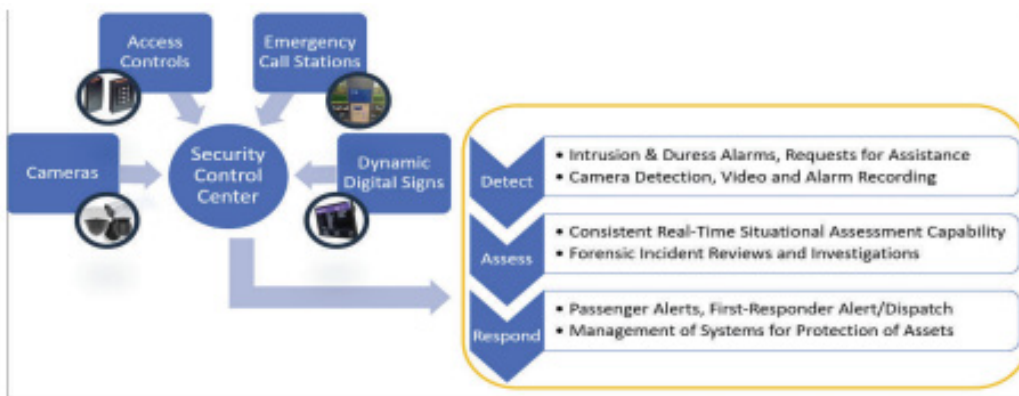 Access
Controls
Emergency
Call Stations
Cameras
Security
Control
Center
Dynamic
Digital Signs
Detect
• Intrusion & Duress Alarms, Requests for Assistance
• Camera Detection, Video and Alarm Recording
Assess
• Consistent Real-Time Situational Assessment Capability
• Forensic Incident Reviews and Investigations
Respond
• Passenger Alerts, First-Responder Alert/Dispatch
• Management of Systems for Protection of Assets